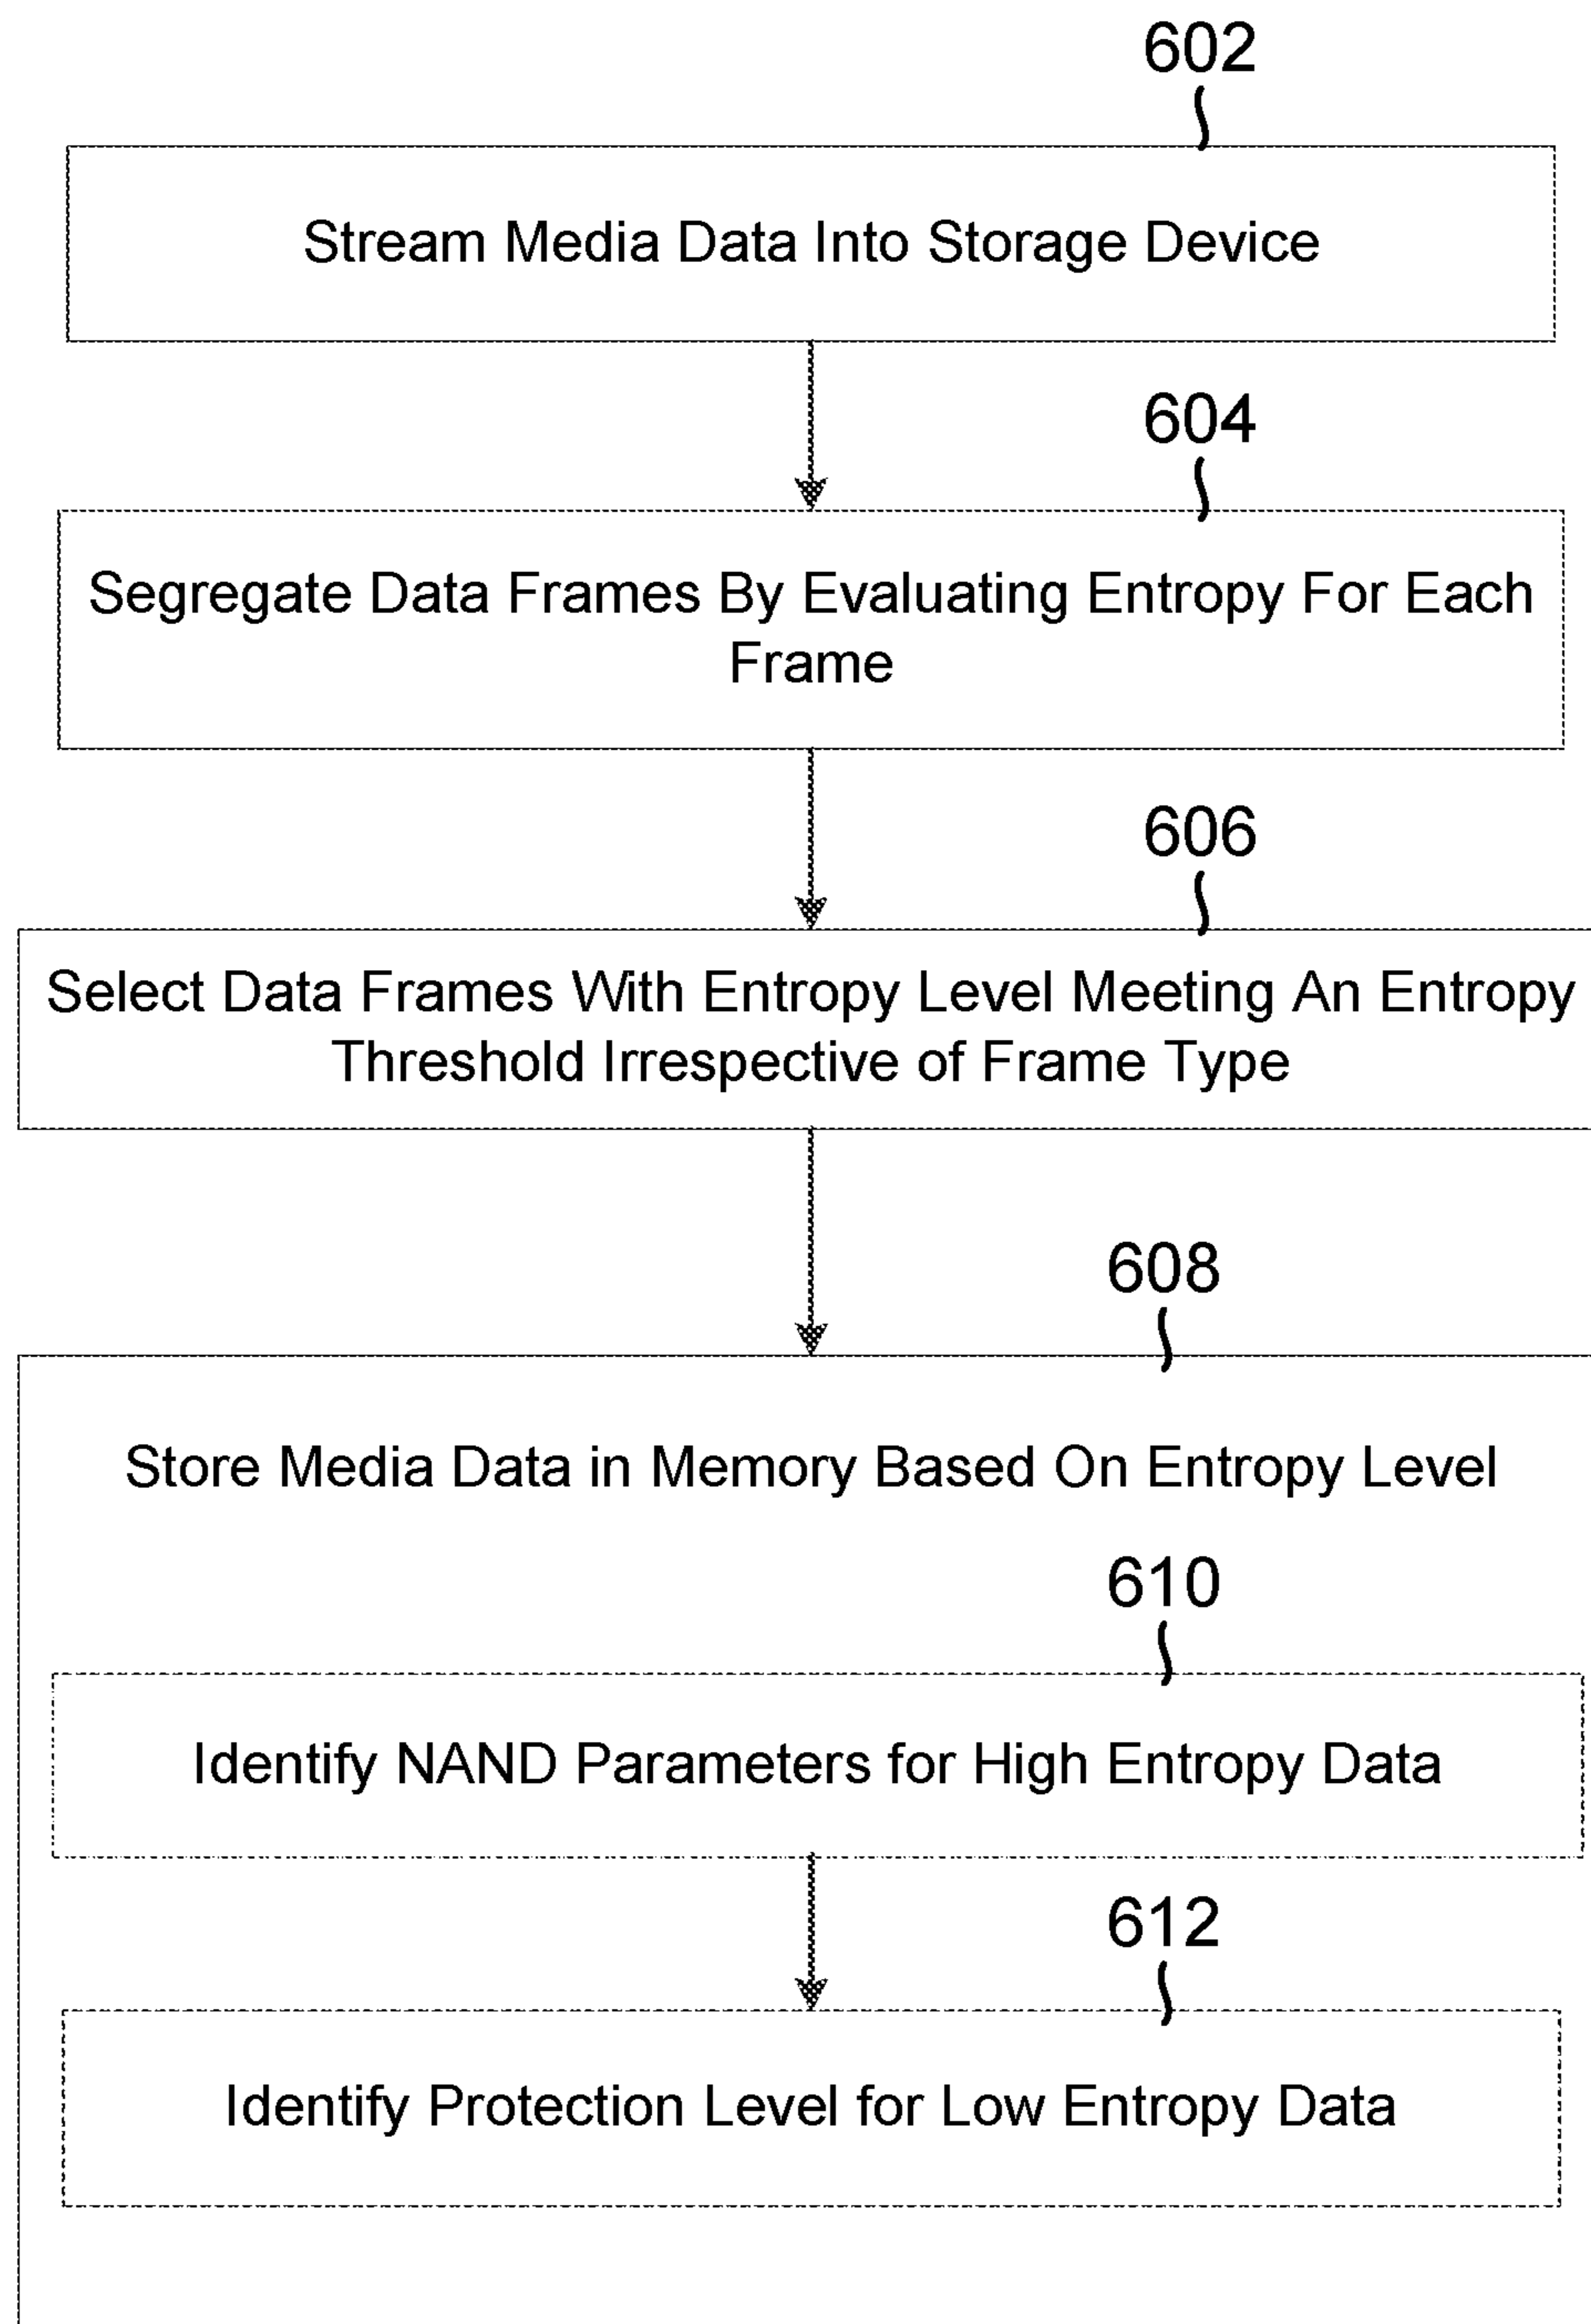 602
Stream Media Data Into Storage Device
604
Segregate Data Frames By Evaluating Entropy For Each
Frame
606
Select Data Frames With Entropy Level Meeting An Entropy
Threshold Irrespective of Frame Type
608
Store Media Data in Memory Based On Entropy Level
610
Identify NAND Parameters for High Entropy Data
612
Identify Protection Level for Low Entropy Data